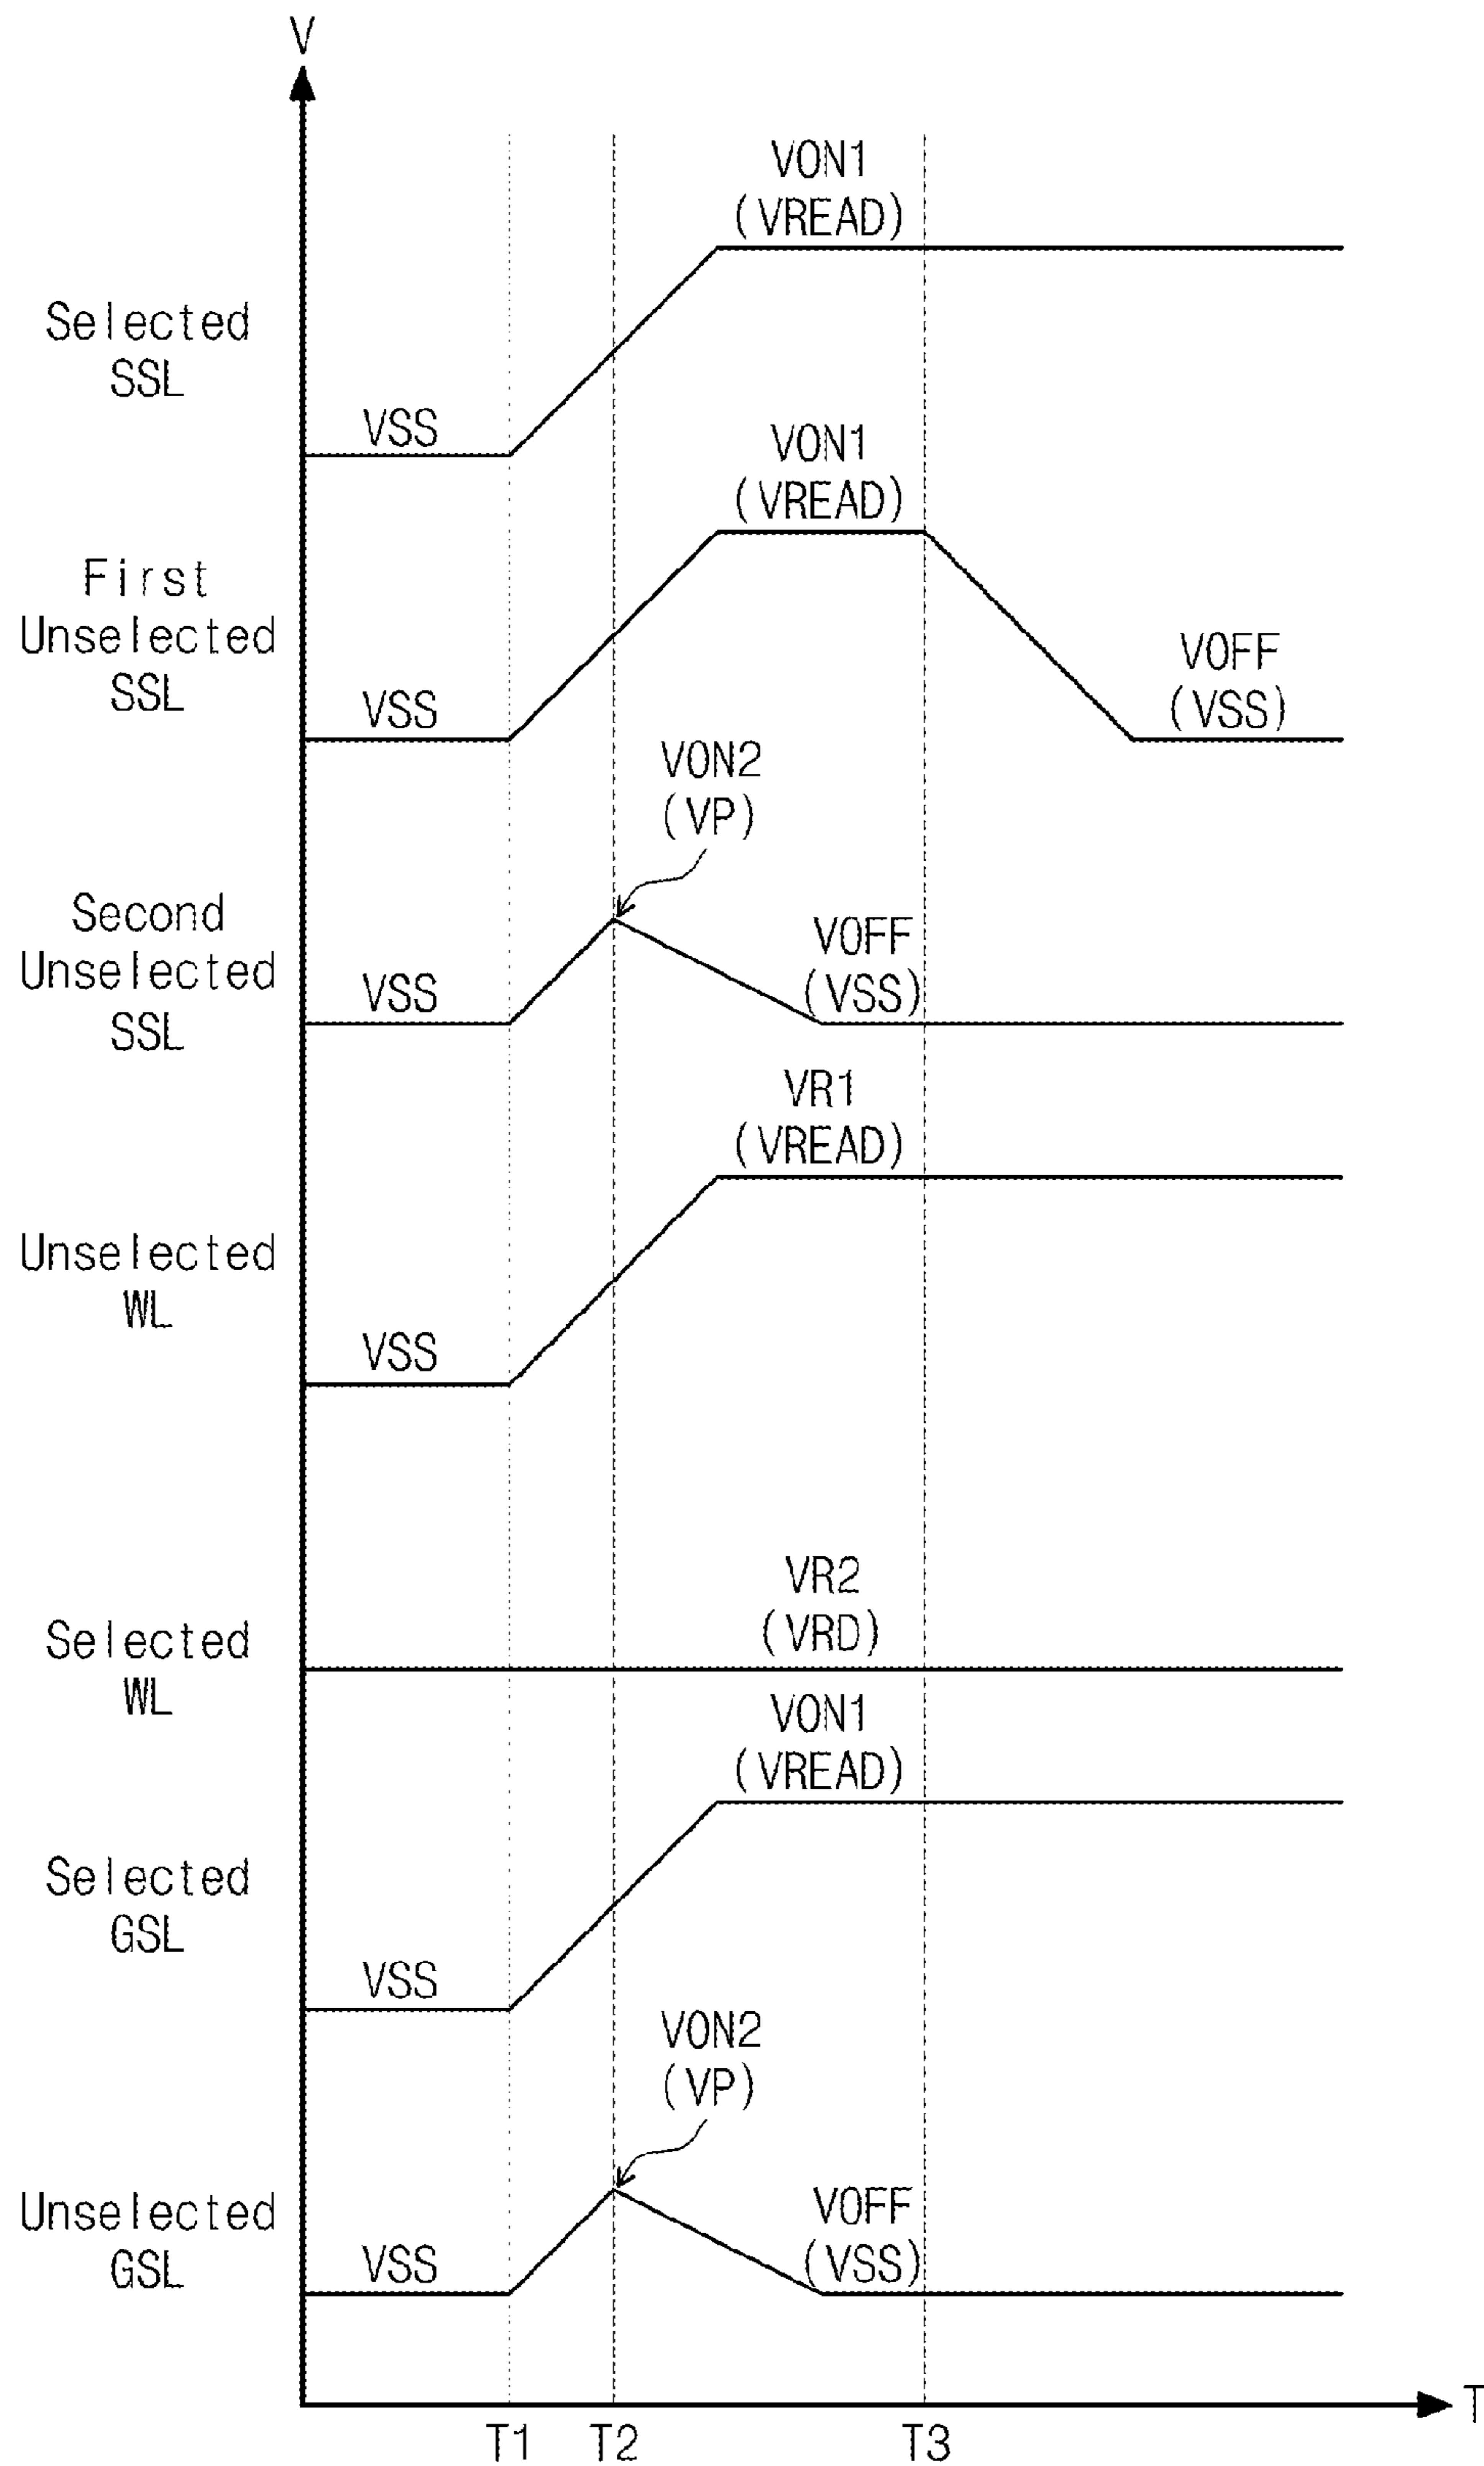 V
VON1
(VREAD)
Selected
SSL
VSS
VON1
(VREAD)
First
Unselected
SSL
VSS
VOFF
(VSS)
VON2
(VP)
Second
Unselected
SSL
VSS
VOFF
(VSS)
VR1
(VREAD)
Unselected
WL
VSS
VR2
(VRD)
Selected
WL
VON1
(VREAD)
Selected
GSL
VSS
VON2
(VP)
Unselected
GSL
VSS
VOFF
(VSS)
T
T1 T2 T3